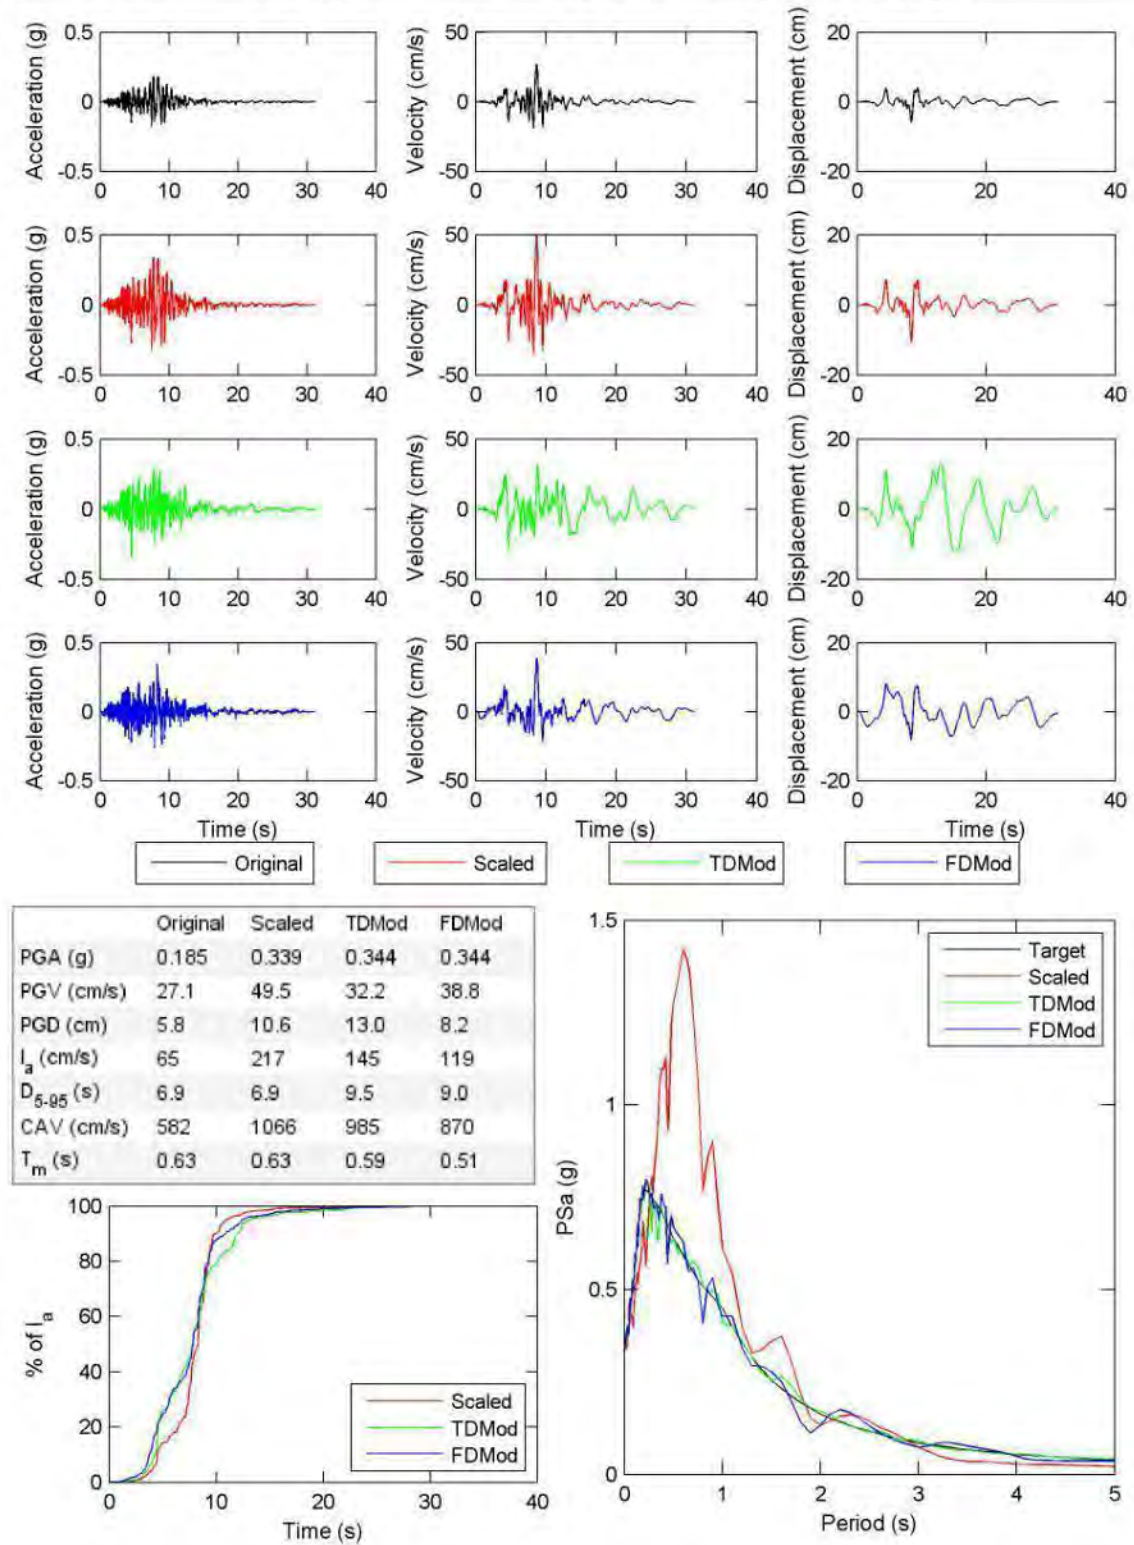 Acceleration (g)
0.5
0
-0.5
0 10 20 30 40
Velocity (cm/s)
50
0
-50
0 10 20 30 40
Displacement (cm)
20
0
-20
0 20 40
Acceleration (g)
0.5
0
-0.5
0 10 20 30 40
Velocity (cm/s)
50
0
-50
0 10 20 30 40
Displacement (cm)
20
0
-20
0 20 40
Acceleration (g)
0.5
0
-0.5
0 10 20 30 40
Velocity (cm/s)
50
0
-50
0 10 20 30 40
Displacement (cm)
20
0
-20
0 20 40
Acceleration (g)
0.5
0
-0.5
0 10 20 30 40
Time (s)
Velocity (cm/s)
50
0
-50
0 10 20 30 40
Time (s)
Displacement (cm)
20
0
-20
0 20 40
Time (s)
Original Scaled TDMod FDMod
Original Scaled TDMod FDMod
PGA (g) 0.185 0.339 0.344 0.344
PGV (cm/s) 27.1 49.5 32.2 38.8
PGD (cm) 5.8 10.6 13.0 8.2
Ia (cm/s) 65 217 145 119
D5-95 (s) 6.9 6.9 9.5 9.0
CAV (cm/s) 582 1066 985 870
Tm (s) 0.63 0.63 0.59 0.51
% of Ia
100
80
60
40
20
0
0 10 20 30 40
Time (s)
Scaled
TDMod
FDMod
PSa (g)
1.5
1
0.5
0
0 1 2 3 4 5
Period (s)
Target
Scaled
TDMod
FDMod